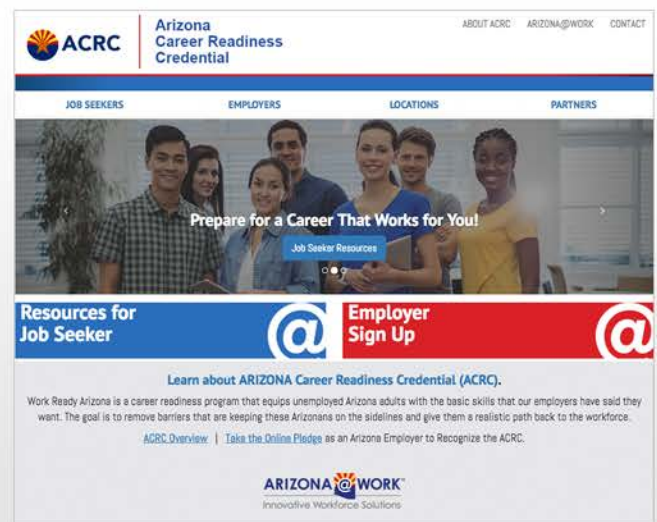 ACRC
Arizona
Career Readiness
Credential
ABOUT ACRC ARIZONA@WORK CONTACT
JOB SEEKERS EMPLOYERS LOCATIONS PARTNERS
Prepare for a Career That Works for You!
Job Seeker Resources
Resources for
Job Seeker
@
Employer
Sign Up
@
Learn about ARIZONA Career Readiness Credential (ACRC).
Work Ready Arizona is a career readiness program that equips unemployed Arizona adults with the basic skills that our employers have said they
want. The goal is to remove barriers that are keeping these Arizonans on the sidelines and give them a realistic path back to the workforce.
ACRC Overview | Take the Online Pledge as an Arizona Employer to Recognize the ACRC.
ARIZONA@WORK™
Innovative Workforce Solutions